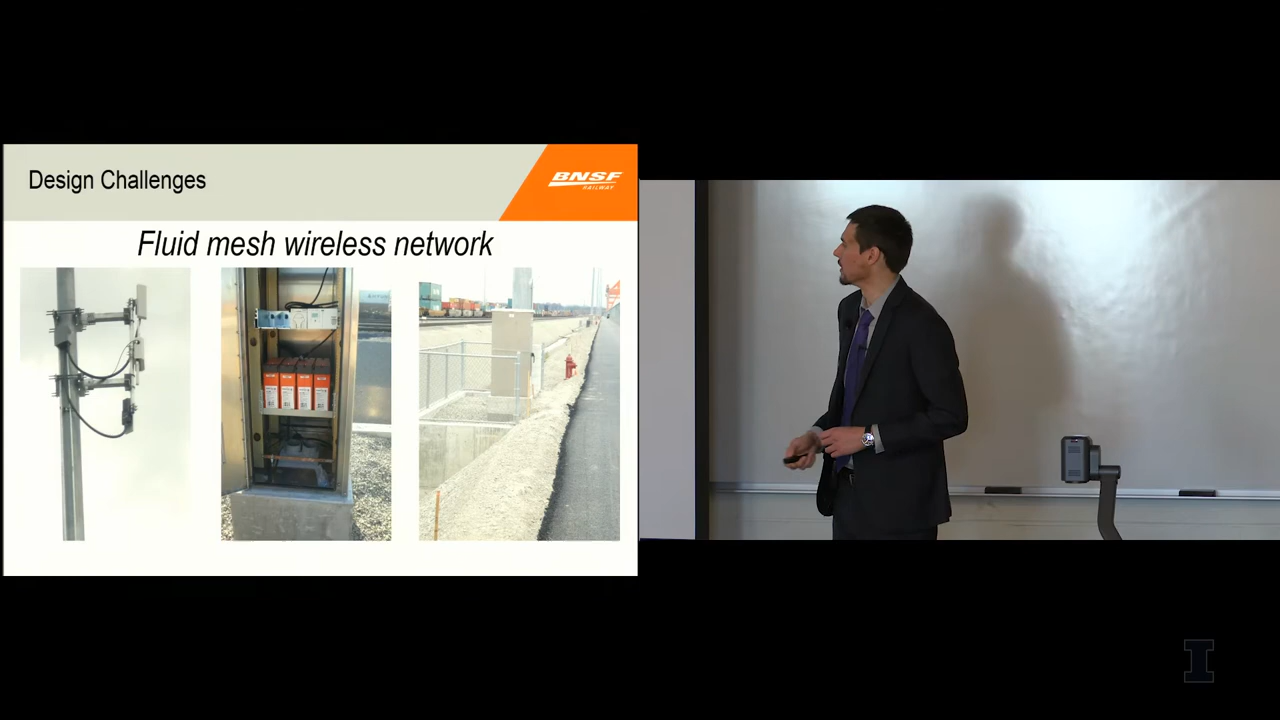 Design Challenges
BNSF
RAILWAY
Fluid mesh wireless network
I